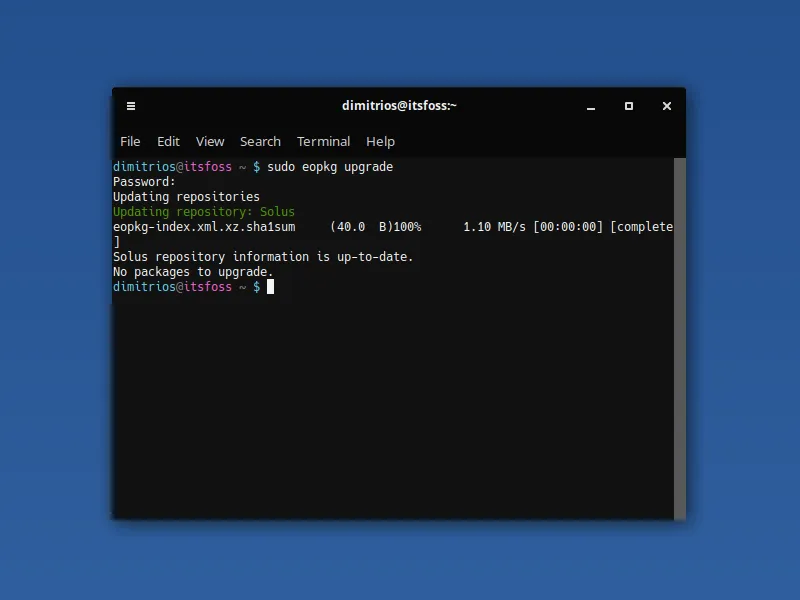 dimitrios@itsfoss:~
File Edit View Search Terminal Help
dimitrios@itsfoss ~ $ sudo eopkg upgrade
Password:
Updating repositories
Updating repository: Solus
eopkg-index.xml.xz.sha1sum     (40.0  B)100%      1.10 MB/s [00:00:00] [complete
]
Solus repository information is up-to-date.
No packages to upgrade.
dimitrios@itsfoss ~ $